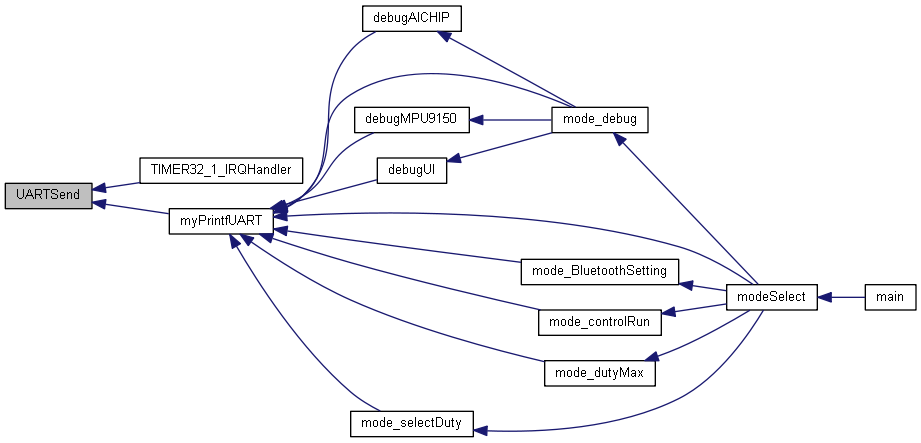 debugAICHIP
debugMPU9150
mode_debug
TIMER32_1_IRQHandler
debugUI
UARTSend
myPrintfUART
mode_BluetoothSetting
modeSelect
main
mode_controlRun
mode_dutyMax
mode_selectDuty